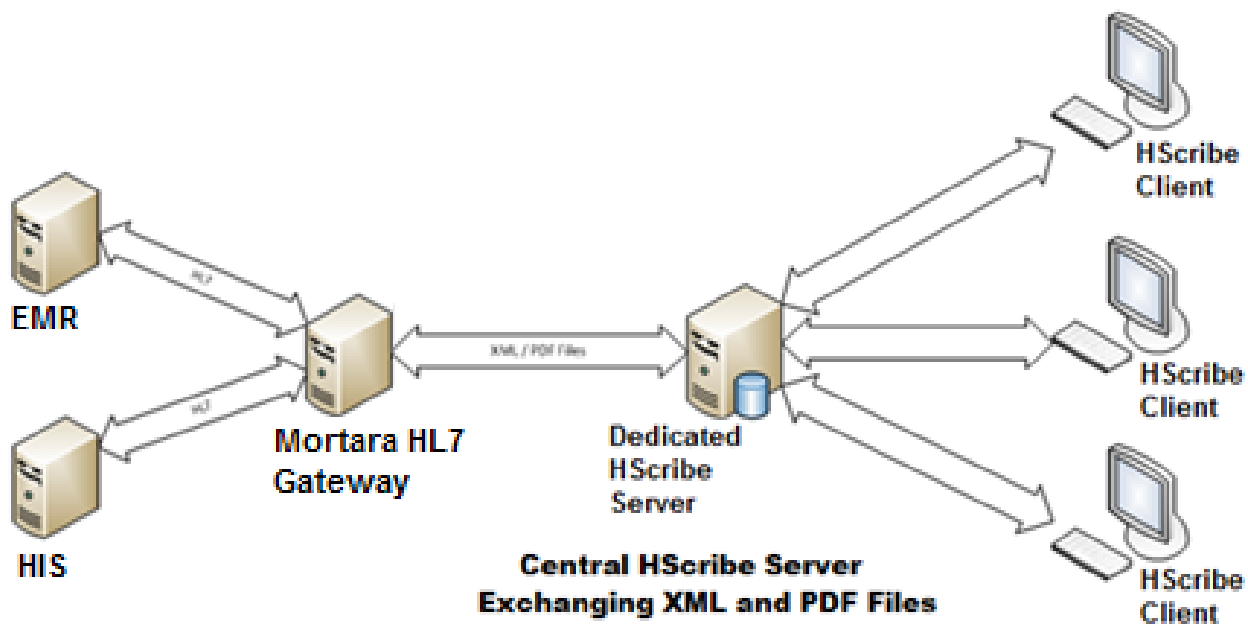 HScribe
Client
HL7
EMR
XML / PDF Files
HScribe
Client
HL7
Mortara HL7
Gateway
Dedicated
HScribe
Server
HIS
Central HScribe Server
Exchanging XML and PDF Files
HScribe
Client